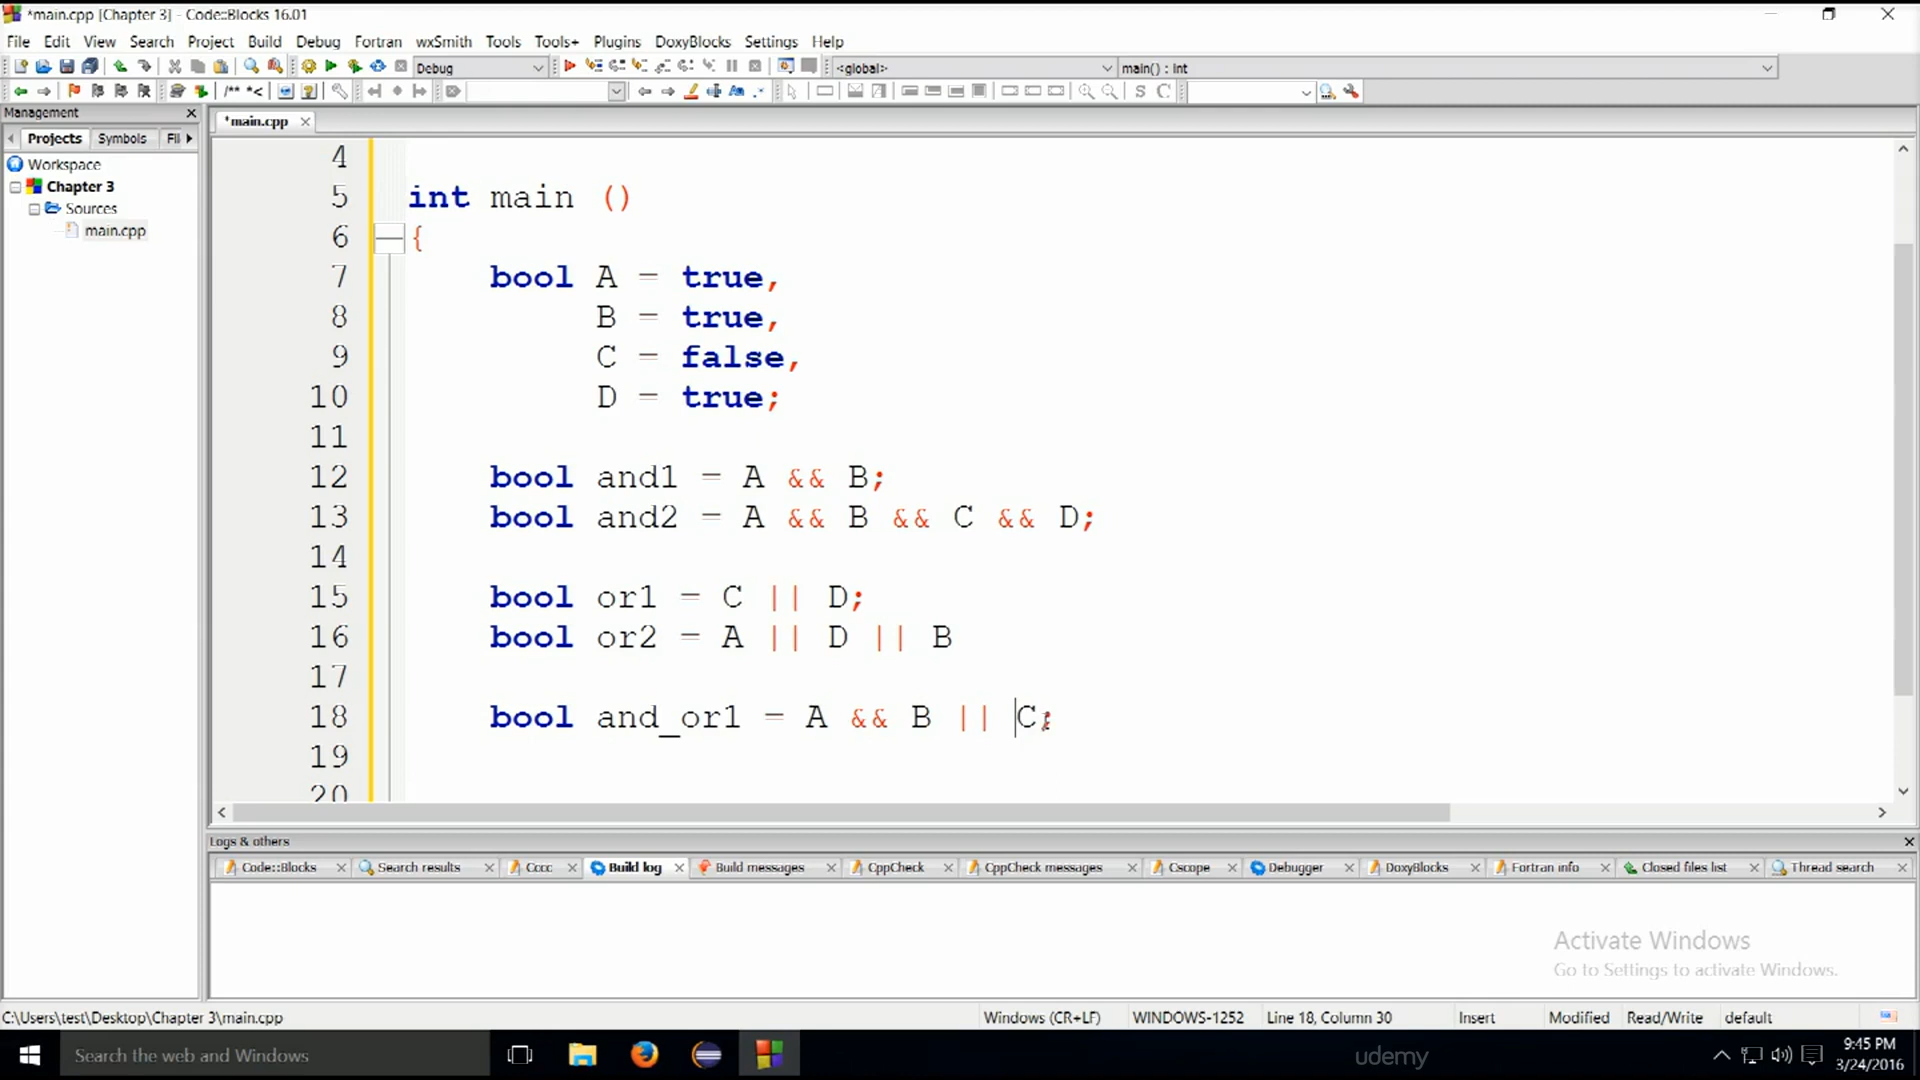 *main.cpp [Chapter 3] - Code::Blocks 16.01
File Edit View Search Project Build Debug Fortran wxSmith Tools Tools+ Plugins DoxyBlocks Settings Help
Debug <global> main() : int
/** *< S C
Management
Projects Symbols Fil
*main.cpp
Workspace
Chapter 3
Sources
main.cpp
4
5 int main ()
6 {
7 bool A = true,
8 B = true,
9 C = false,
10 D = true;
11
12 bool and1 = A && B;
13 bool and2 = A && B && C && D;
14
15 bool or1 = C || D;
16 bool or2 = A || D || B
17
18 bool and_or1 = A && B || C;
19
20
Logs & others
Code::Blocks Search results Cccc Build log Build messages CppCheck CppCheck messages Cscope Debugger DoxyBlocks Fortran info Closed files list Thread search
Activate Windows
Go to Settings to activate Windows.
C:\Users\test\Desktop\Chapter 3\main.cpp Windows (CR+LF) WINDOWS-1252 Line 18, Column 30 Insert Modified Read/Write default
Search the web and Windows
udemy
9:45 PM
3/24/2016